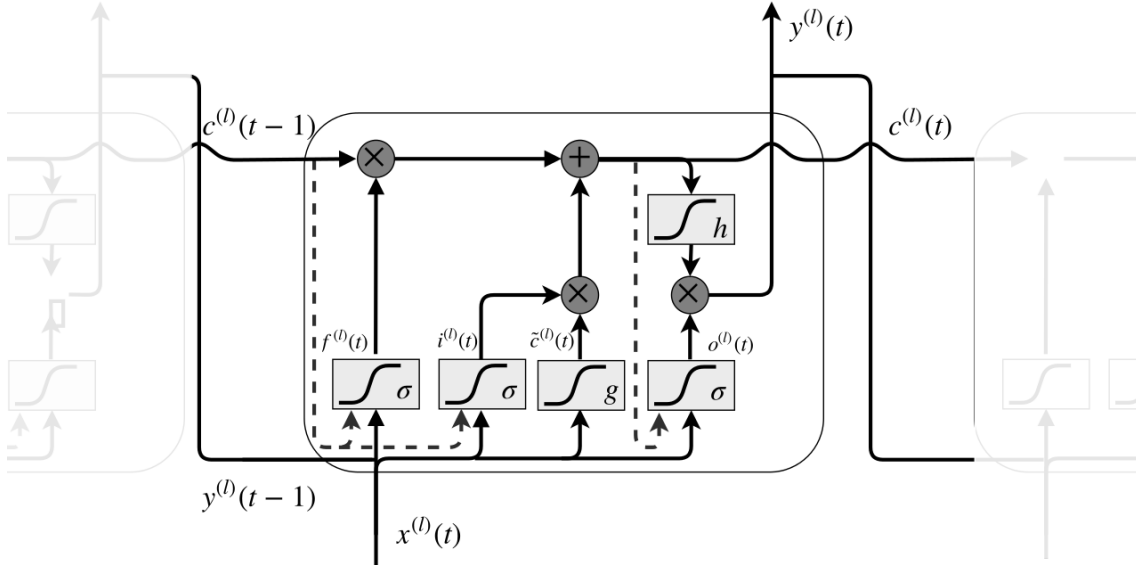 y^{(l)}(t)
c^{(l)}(t−1)
c^{(l)}(t)
×
+
h
×
×
f^{(l)}(t)
i^{(l)}(t)
c̃^{(l)}(t)
o^{(l)}(t)
σ
σ
g
σ
y^{(l)}(t−1)
x^{(l)}(t)